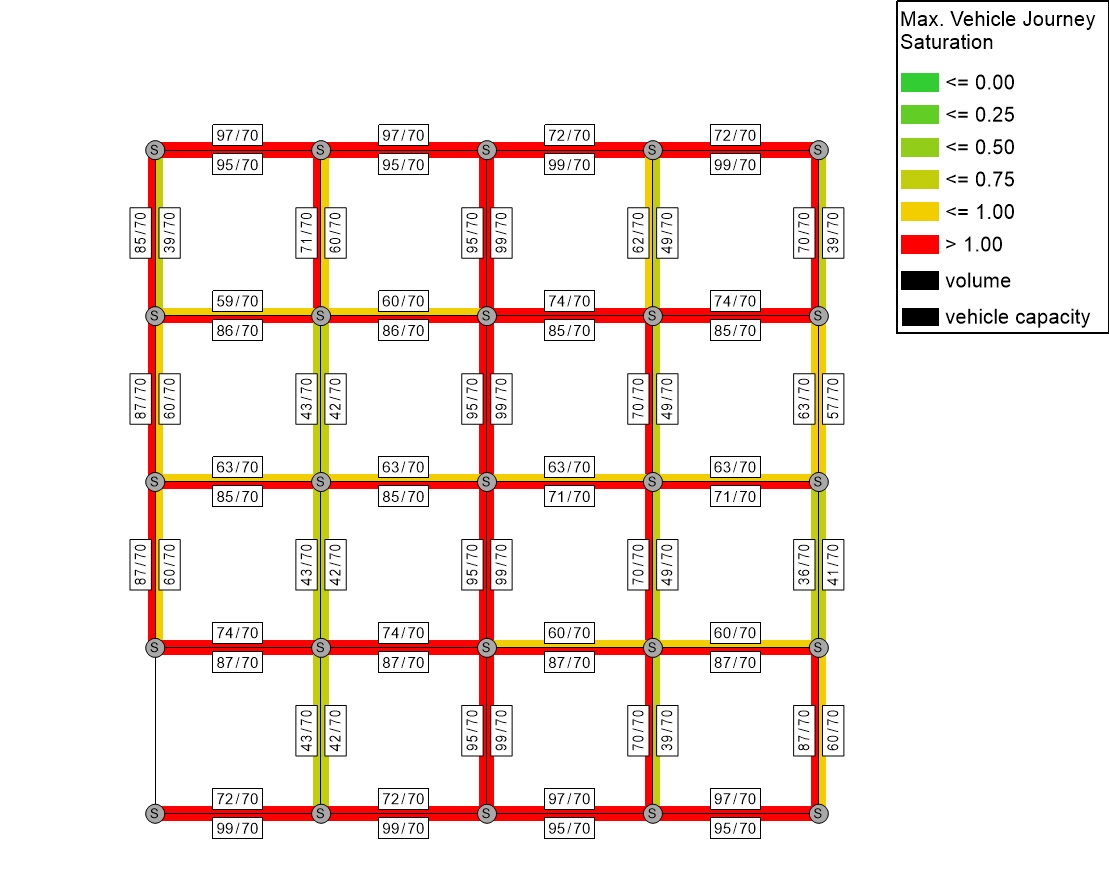 Max. Vehicle Journey
Saturation
<= 0.00
<= 0.25
<= 0.50
<= 0.75
<= 1.00
> 1.00
volume
vehicle capacity
97/70 97/70 72/70 72/70
S S S S S
95/70 95/70 99/70 99/70
85/70 39/70 71/70 60/70 95/70 99/70 62/70 49/70 70/70 39/70
59/70 60/70 74/70 74/70
S S S S S
86/70 86/70 85/70 85/70
87/70 60/70 43/70 42/70 95/70 99/70 70/70 49/70 63/70 57/70
63/70 63/70 63/70 63/70
S S S S S
85/70 85/70 71/70 71/70
87/70 60/70 43/70 42/70 95/70 99/70 70/70 49/70 36/70 41/70
74/70 74/70 60/70 60/70
S S S S S
87/70 87/70 87/70 87/70
43/70 42/70 95/70 99/70 70/70 39/70 87/70 60/70
72/70 72/70 97/70 97/70
S S S S S
99/70 99/70 95/70 95/70